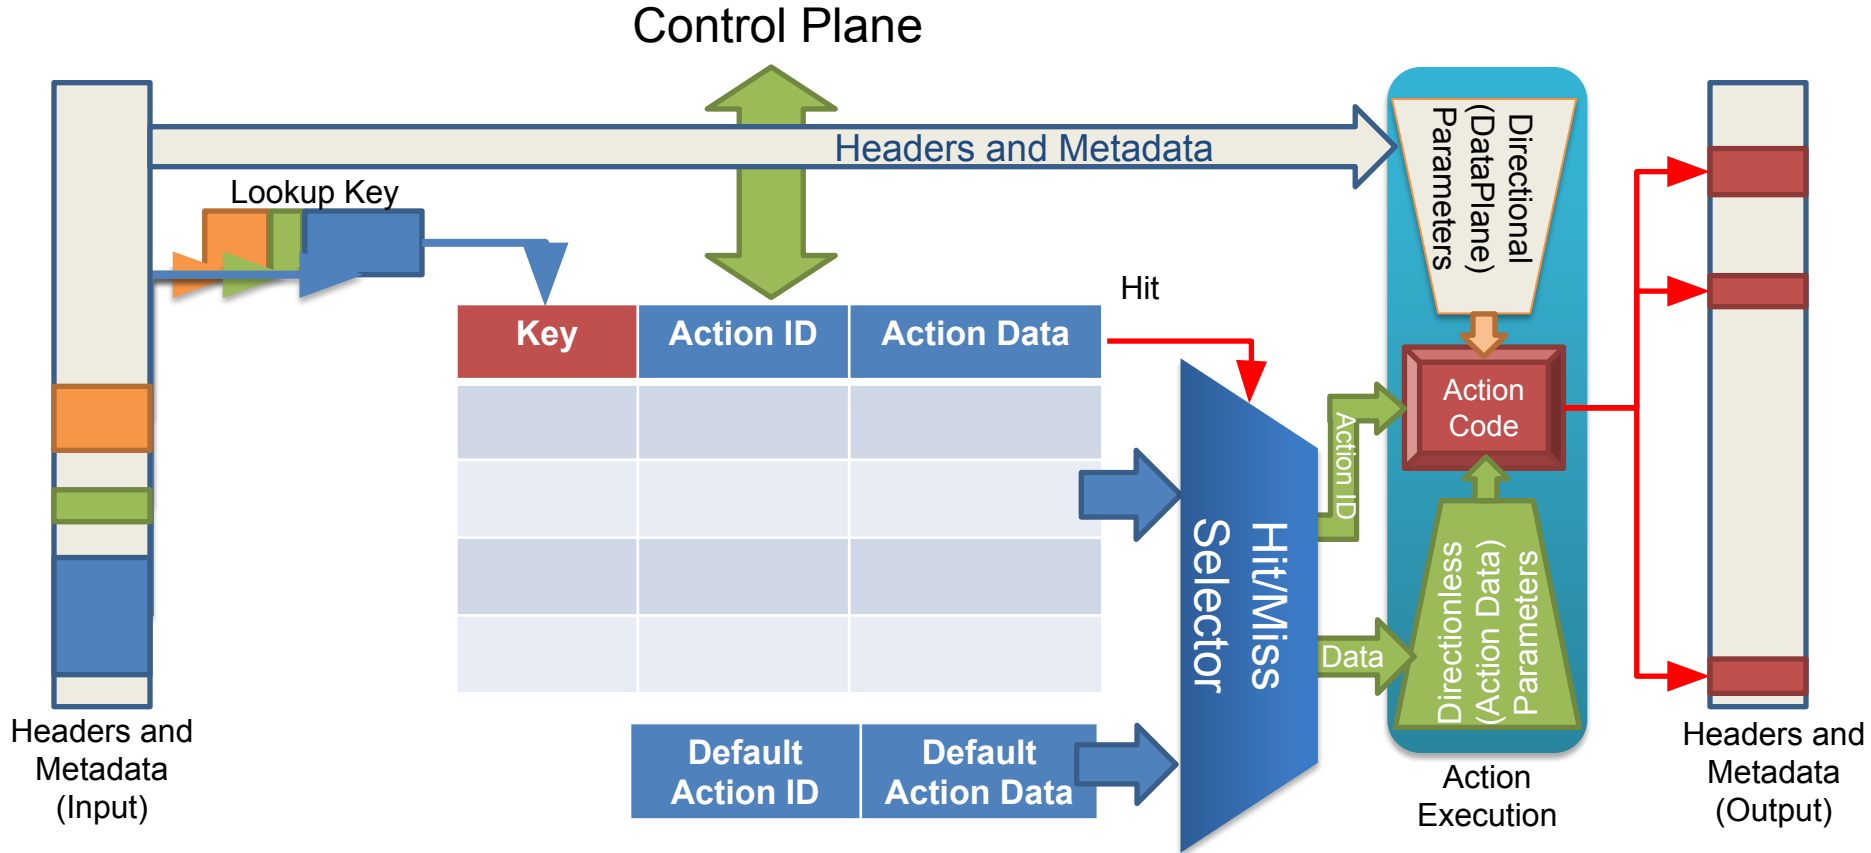 Control Plane
Headers and Metadata
Lookup Key
Hit
Key
Action ID
Action Data
Default
Action ID
Default
Action Data
Hit/Miss
Selector
Action ID
Data
Directional
(DataPlane)
Parameters
Action
Code
Directionless
(Action Data)
Parameters
Action
Execution
Headers and
Metadata
(Input)
Headers and
Metadata
(Output)